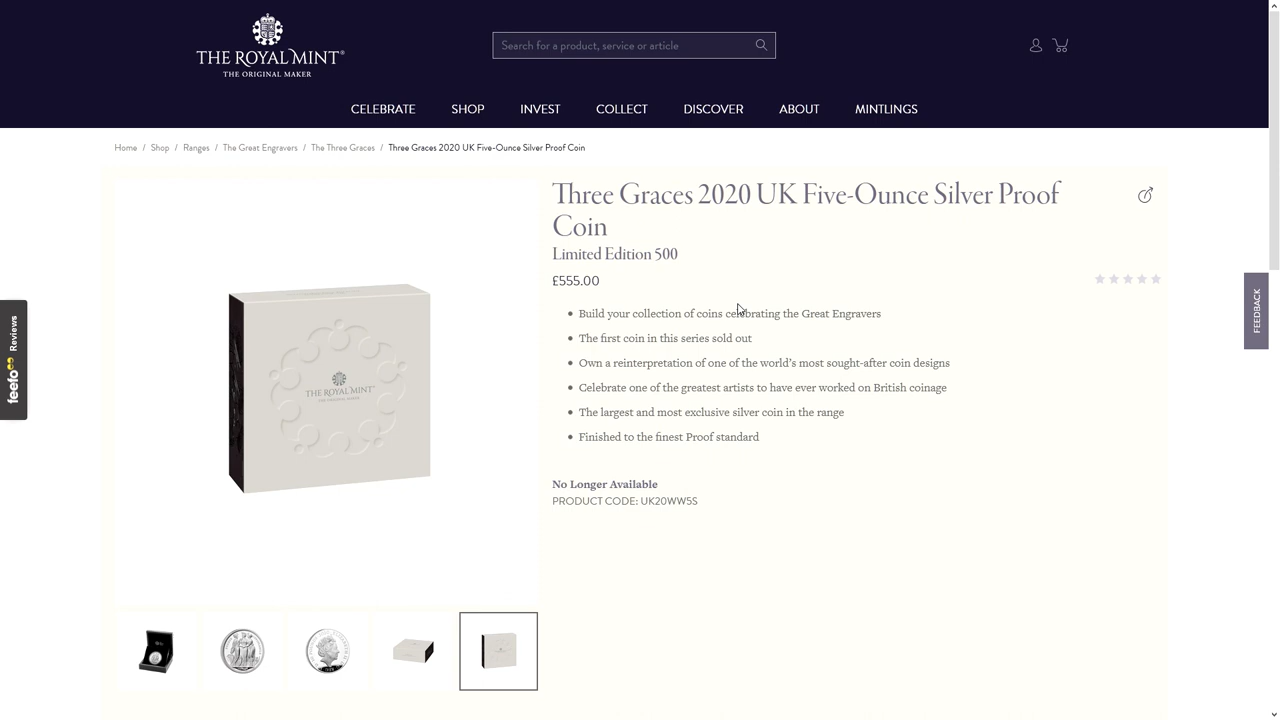 THE ROYAL MINT®
THE ORIGINAL MAKER
Search for a product, service or article
CELEBRATE SHOP INVEST COLLECT DISCOVER ABOUT MINTLINGS
Home / Shop / Ranges / The Great Engravers / The Three Graces / Three Graces 2020 UK Five-Ounce Silver Proof Coin
Three Graces 2020 UK Five-Ounce Silver Proof
Coin
Limited Edition 500
£555.00
• Build your collection of coins celebrating the Great Engravers
• The first coin in this series sold out
• Own a reinterpretation of one of the world’s most sought-after coin designs
• Celebrate one of the greatest artists to have ever worked on British coinage
• The largest and most exclusive silver coin in the range
• Finished to the finest Proof standard
No Longer Available
PRODUCT CODE: UK20WW5S
THE ROYAL MINT
THE ORIGINAL MAKER
feefo Reviews
FEEDBACK